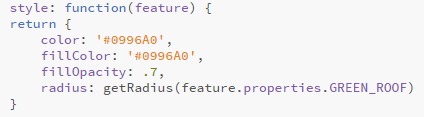 style: function(feature) {
return {
    color: '#0996A0',
    fillColor: '#0996A0',
    fillOpacity: .7,
    radius: getRadius(feature.properties.GREEN_ROOF)
}